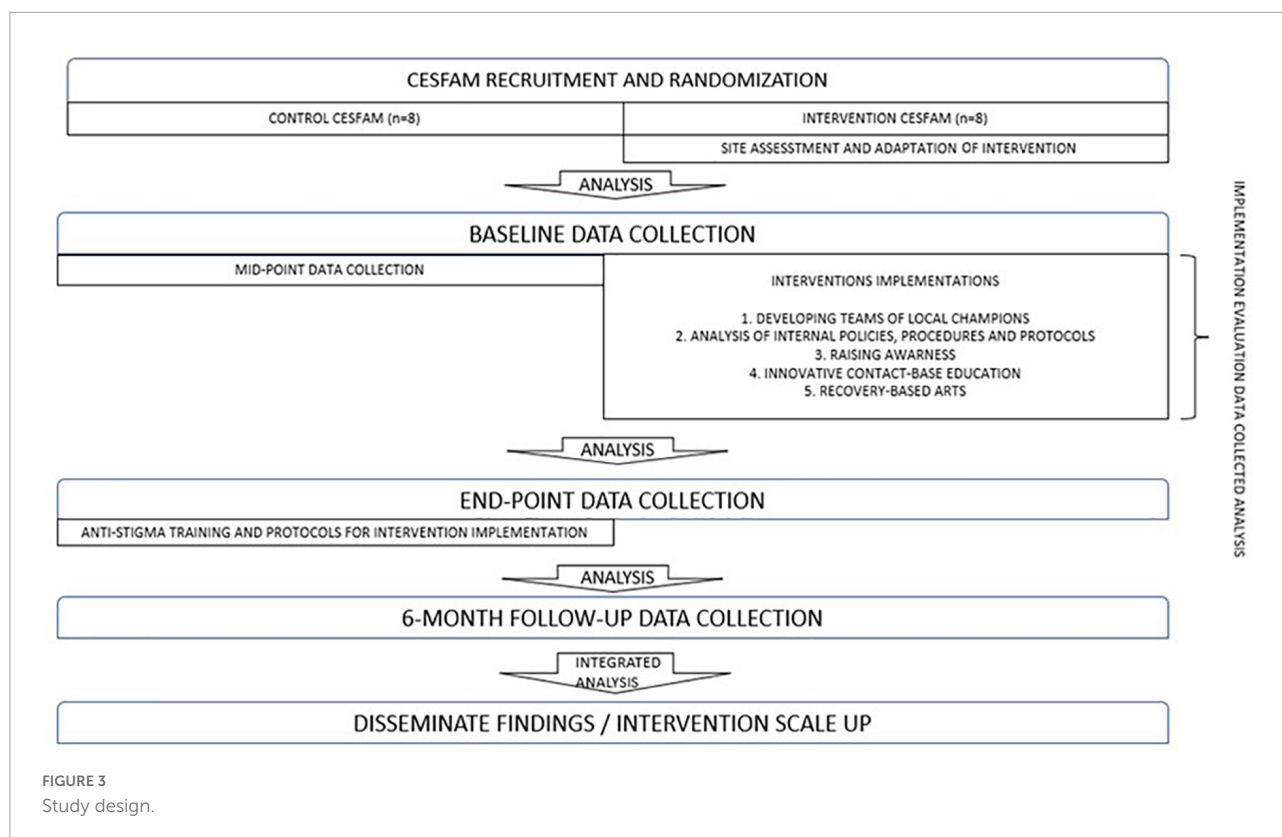 CESFAM RECRUITMENT AND RANDOMIZATION
CONTROL CESFAM (n=8)
INTERVENTION CESFAM (n=8)
SITE ASSESSTMENT AND ADAPTATION OF INTERVENTION
ANALYSIS
BASELINE DATA COLLECTION
MID-POINT DATA COLLECTION
INTERVENTIONS IMPLEMENTATIONS
1. DEVELOPING TEAMS OF LOCAL CHAMPIONS
2. ANALYSIS OF INTERNAL POLICIES, PROCEDURES AND PROTOCOLS
3. RAISING AWARNESS
4. INNOVATIVE CONTACT-BASE EDUCATION
5. RECOVERY-BASED ARTS
IMPLEMENTATION EVALUATION DATA COLLECTED ANALYSIS
ANALYSIS
END-POINT DATA COLLECTION
ANTI-STIGMA TRAINING AND PROTOCOLS FOR INTERVENTION IMPLEMENTATION
ANALYSIS
6-MONTH FOLLOW-UP DATA COLLECTION
INTEGRATED
ANALYSIS
DISEMINATE FINDINGS / INTERVENTION SCALE UP
FIGURE 3
Study design.